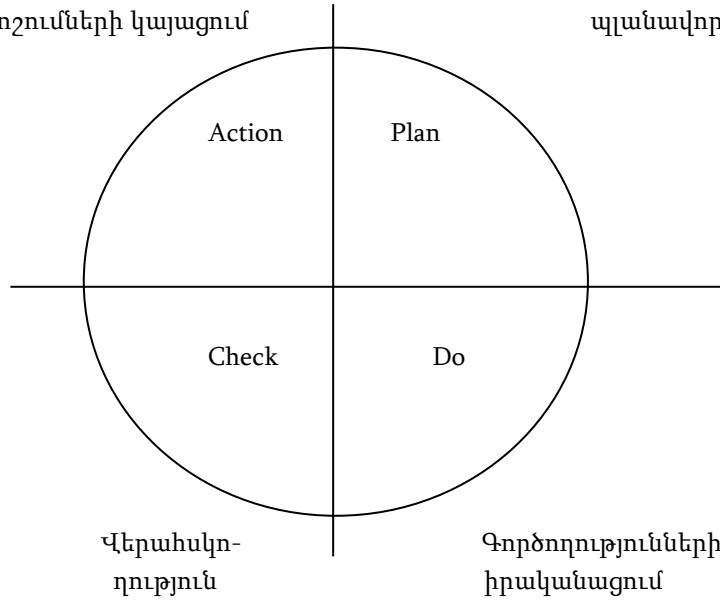 ոշումների կայացում
պլանավոր
Action
Plan
Check
Do
Վերահսկո-
ղություն
Գործողությունների
իրականացում